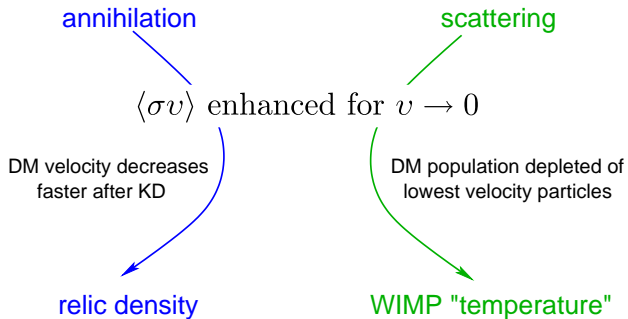 annihilation
scattering
⟨συ⟩ enhanced for υ → 0
DM velocity decreases
faster after KD
DM population depleted of
lowest velocity particles
relic density
WIMP "temperature"